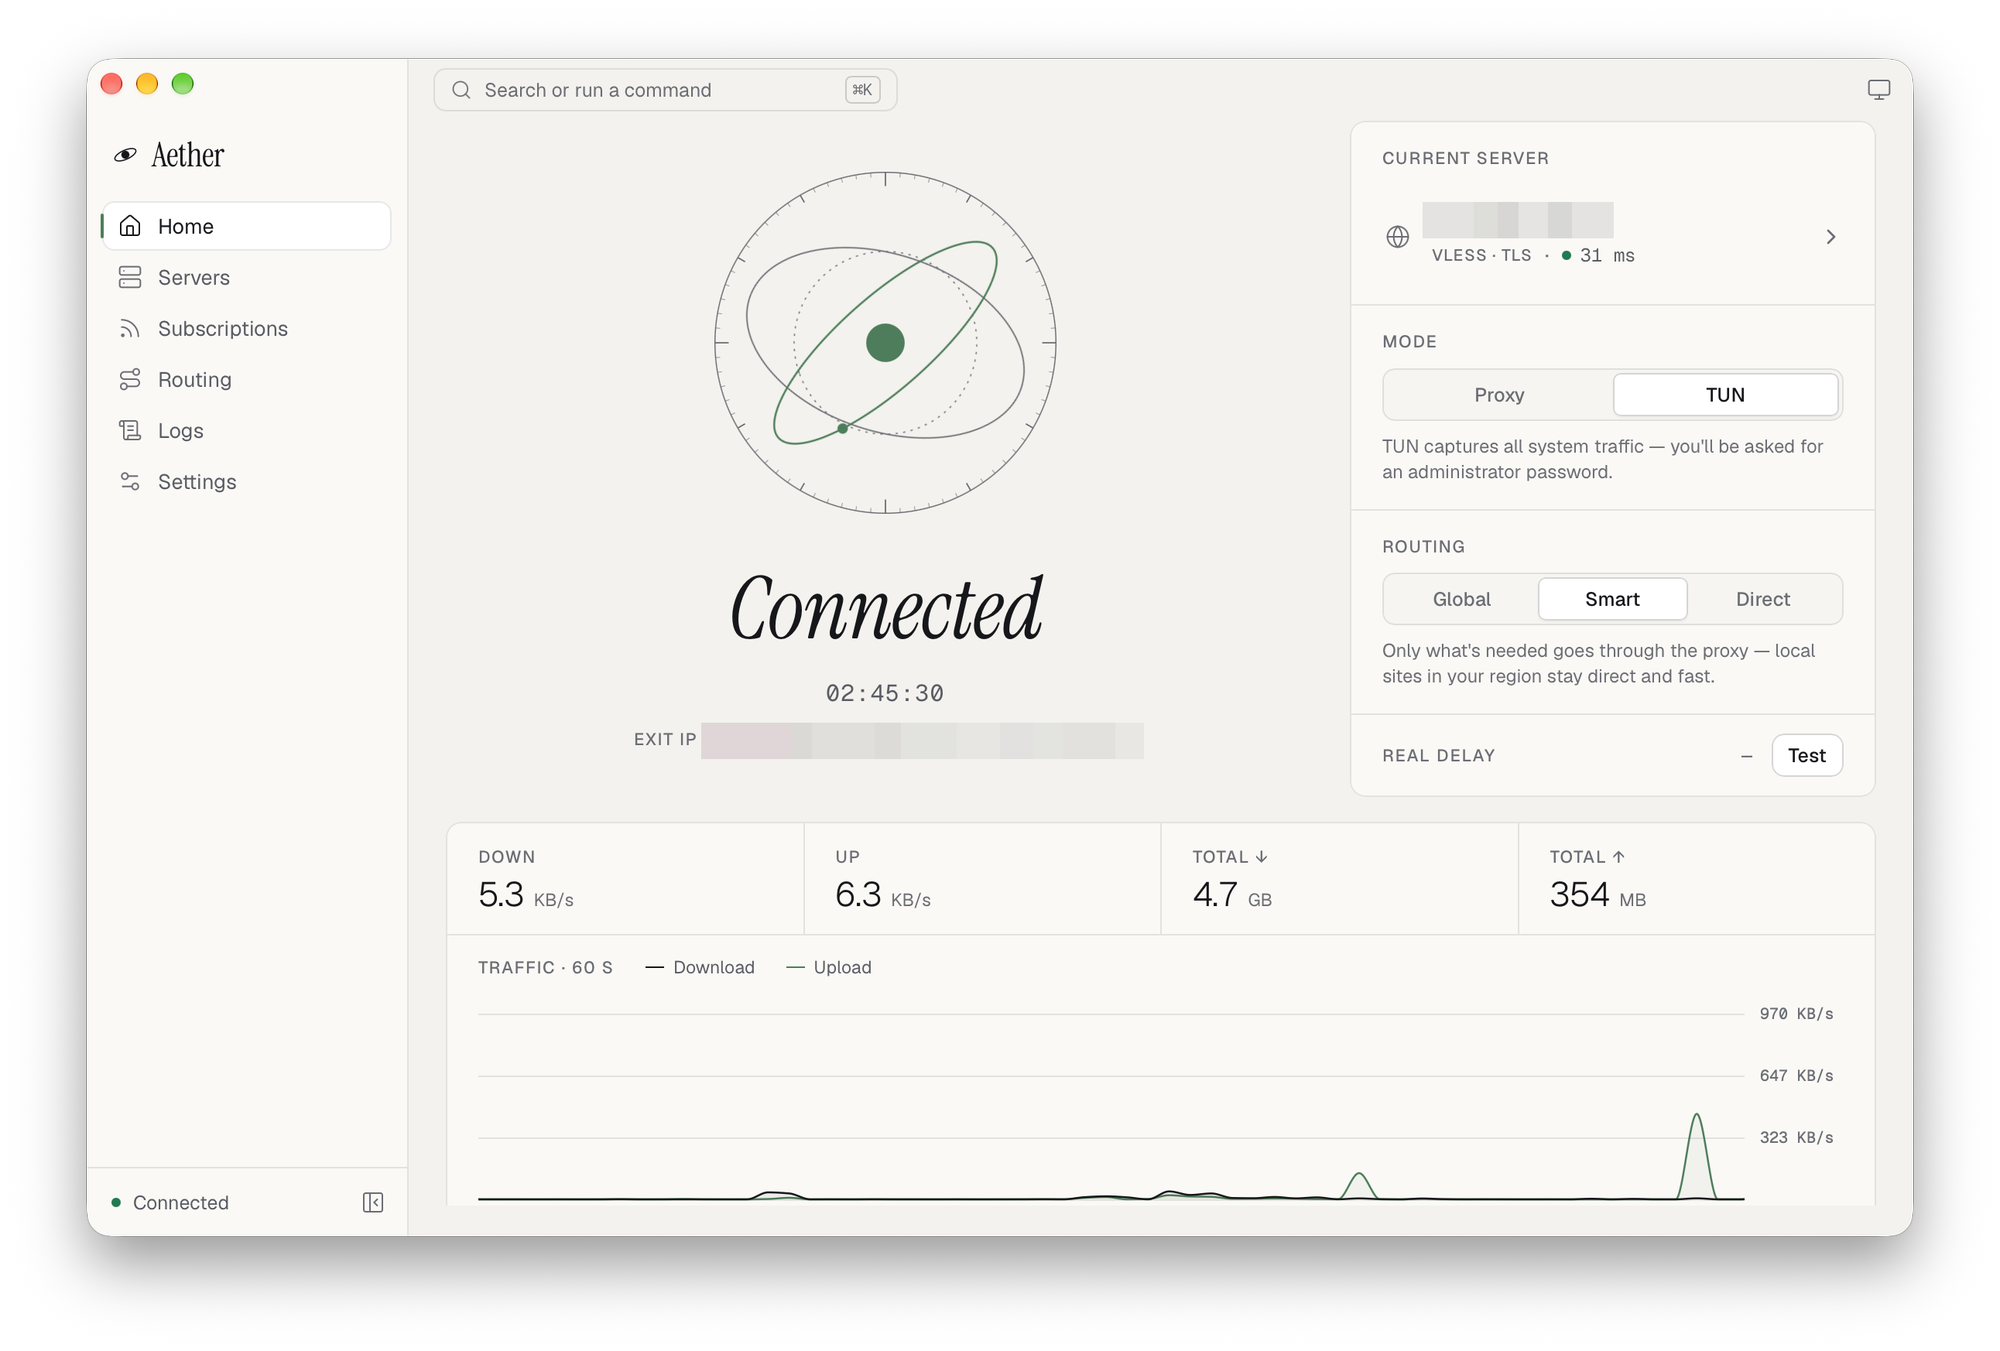 Search or run a command ⌘K
Aether
Home
Servers
Subscriptions
Routing
Logs
Settings
Connected
Connected
02:45:30
EXIT IP
CURRENT SERVER
VLESS · TLS · 31 ms
MODE
Proxy TUN
TUN captures all system traffic — you'll be asked for
an administrator password.
ROUTING
Global Smart Direct
Only what's needed goes through the proxy — local
sites in your region stay direct and fast.
REAL DELAY – Test
DOWN
5.3 KB/s
UP
6.3 KB/s
TOTAL ↓
4.7 GB
TOTAL ↑
354 MB
TRAFFIC · 60 S — Download — Upload
970 KB/s
647 KB/s
323 KB/s